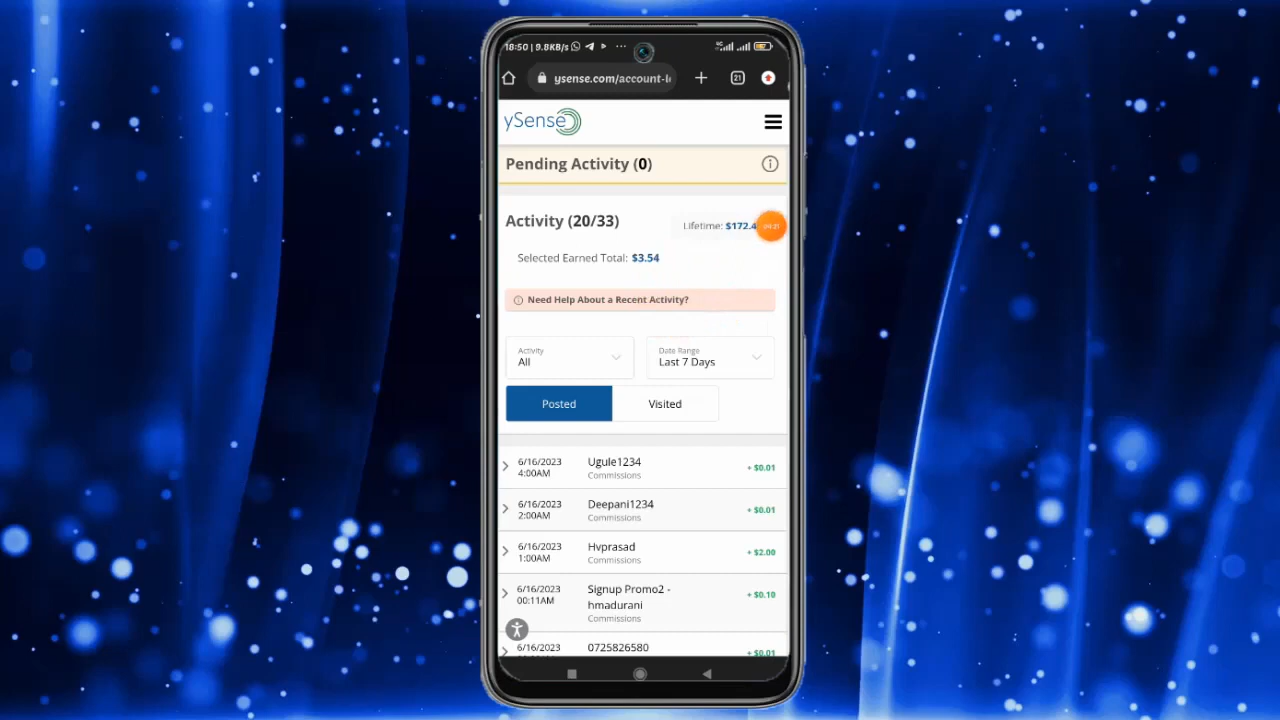 18:50 | 9.8KB/s
ysense.com/account-l
21
ySense
Pending Activity (0)
Activity (20/33)
Lifetime: $172.4
Selected Earned Total: $3.54
Need Help About a Recent Activity?
Activity
All
Date Range
Last 7 Days
Posted
Visited
6/16/2023
4:00AM
Ugule1234
Commissions
+ $0.01
6/16/2023
2:00AM
Deepani1234
Commissions
+ $0.01
6/16/2023
1:00AM
Hvprasad
Commissions
+ $2.00
6/16/2023
00:11AM
Signup Promo2 -
hmadurani
Commissions
+ $0.10
6/16/2023
0725826580
+ $0.01